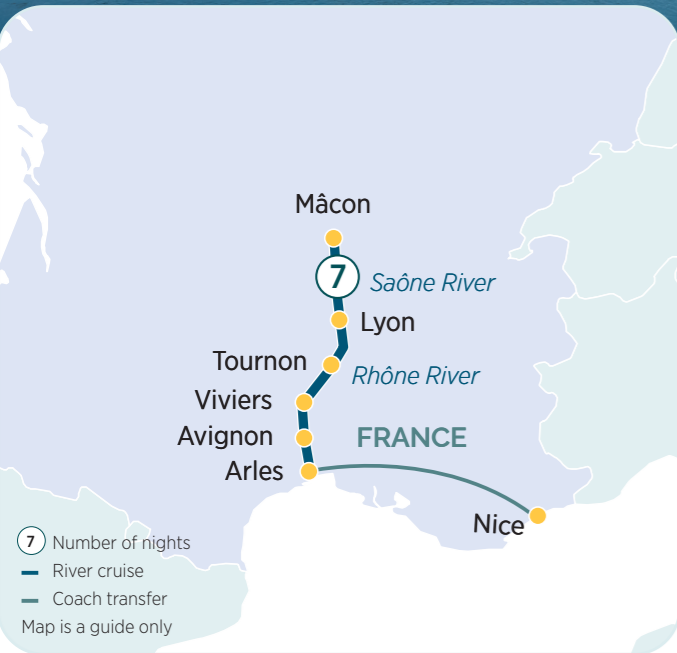 Mâcon
7
Saône River
Lyon
Tournon
Rhône River
Viviers
Avignon
FRANCE
Arles
Nice
7 Number of nights
River cruise
Coach transfer
Map is a guide only